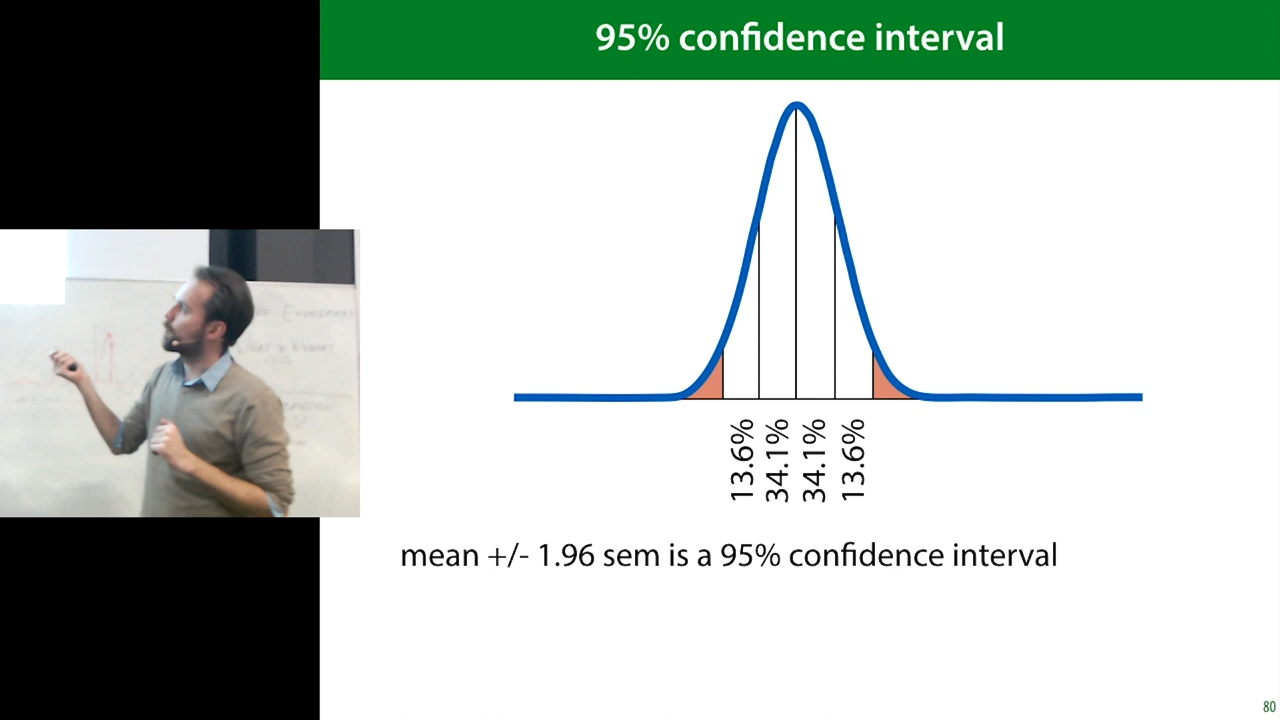 95% confidence interval
13.6%
34.1%
34.1%
13.6%
mean +/- 1.96 sem is a 95% confidence interval
80